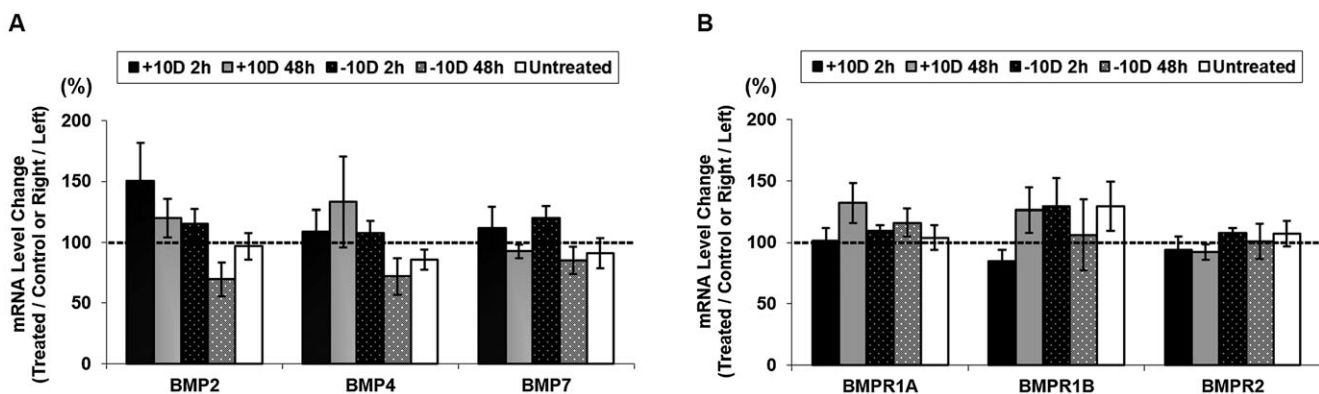 A
+10D 2h +10D 48h -10D 2h -10D 48h Untreated
(%)
mRNA Level Change
(Treated / Control or Right / Left)
200
150
100
50
0
BMP2 BMP4 BMP7
B
+10D 2h +10D 48h -10D 2h -10D 48h Untreated
(%)
mRNA Level Change
(Treated / Control or Right / Left)
200
150
100
50
0
BMPR1A BMPR1B BMPR2